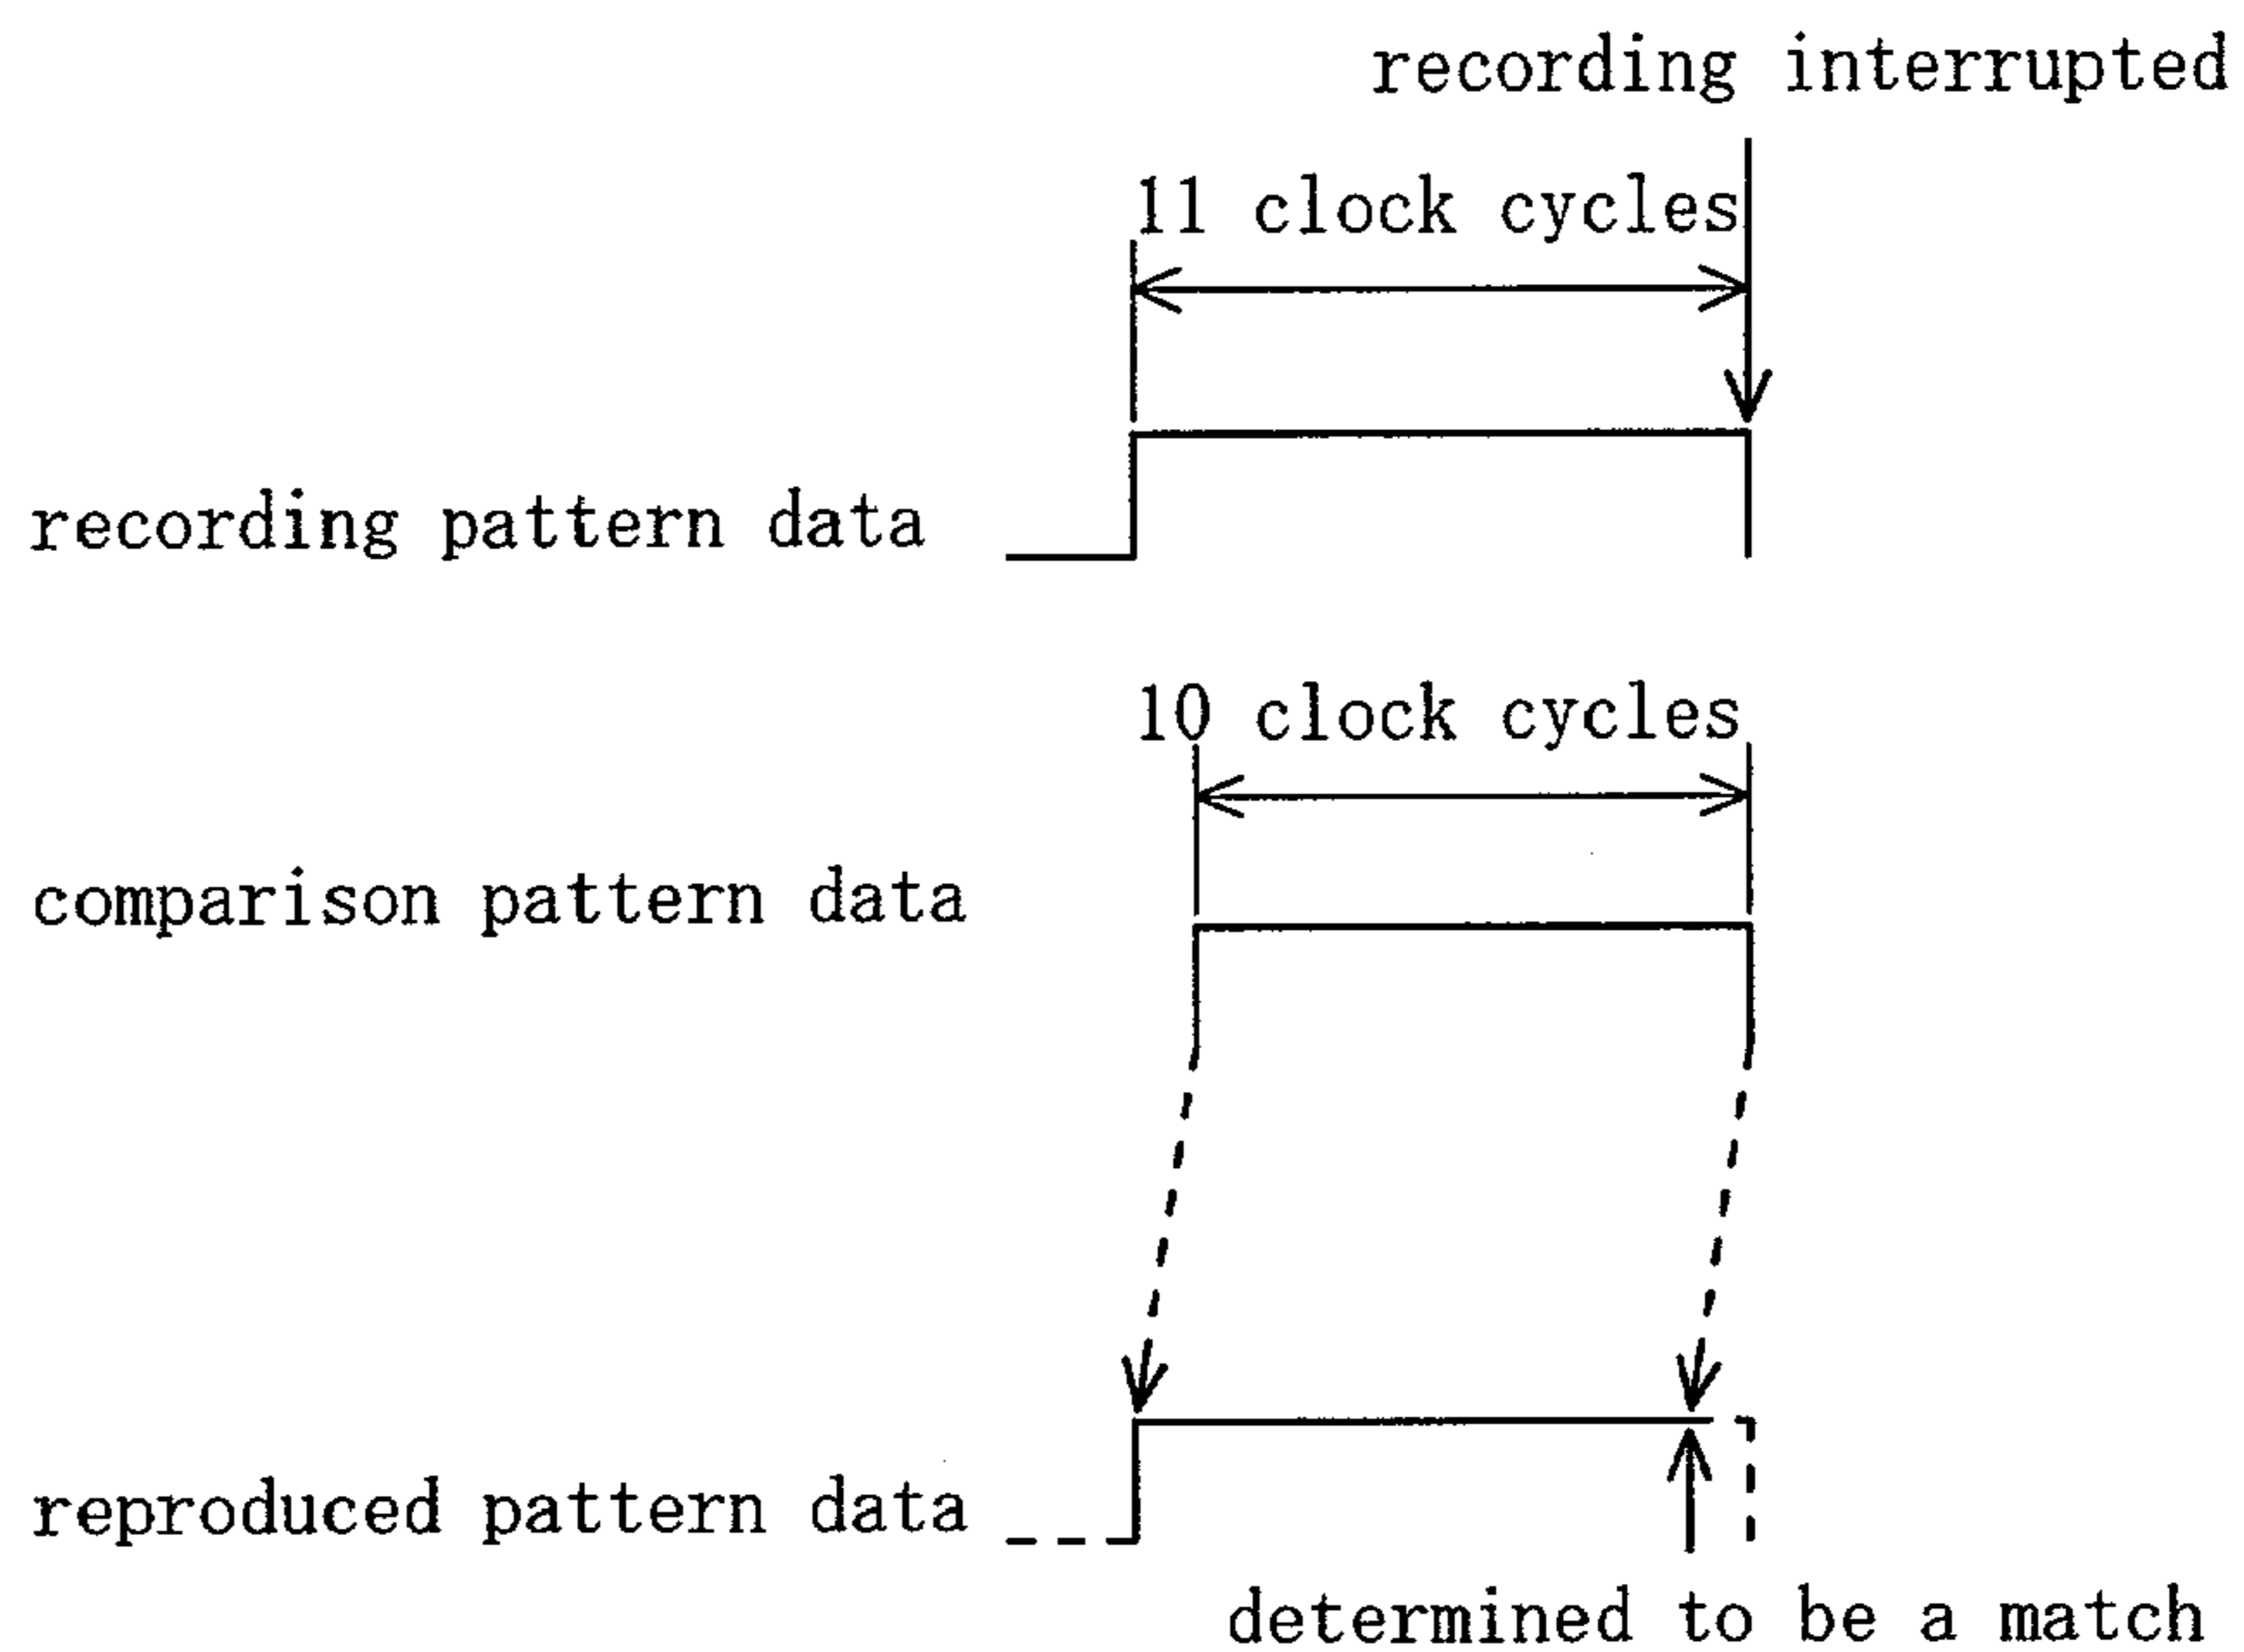 recording interrupted
11 clock cycles
recording pattern data
10 clock cycles
comparison pattern data
reproduced pattern data
determined to be a match